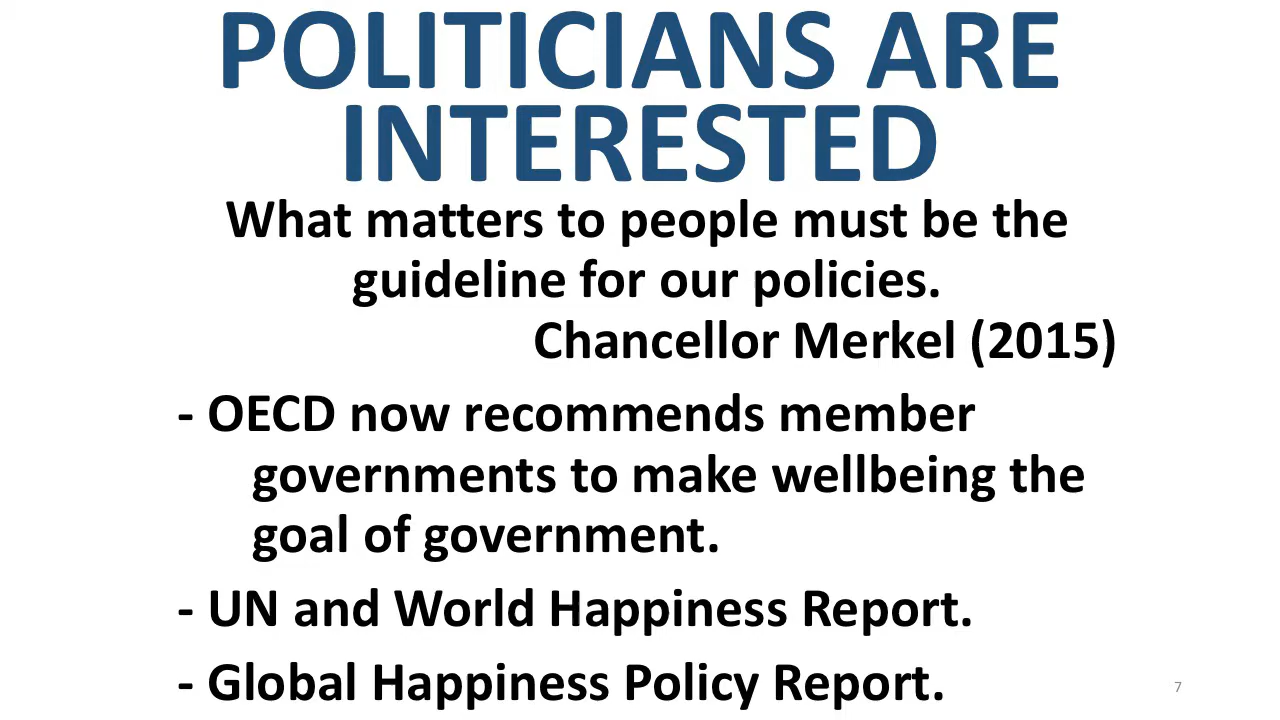 POLITICIANS ARE
INTERESTED
What matters to people must be the
guideline for our policies.
Chancellor Merkel (2015)
- OECD now recommends member
governments to make wellbeing the
goal of government.
- UN and World Happiness Report.
- Global Happiness Policy Report.
7